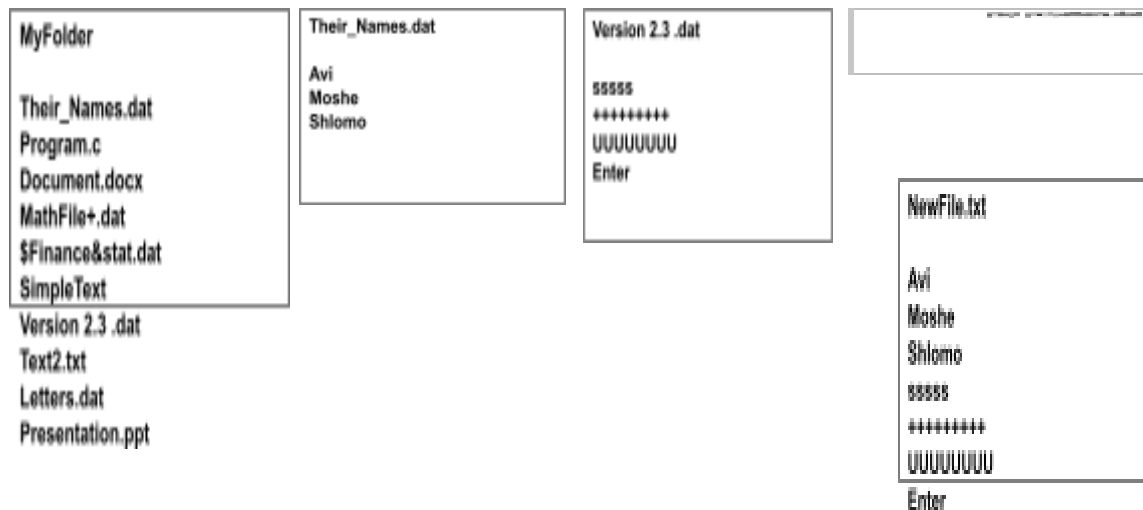 MyFolder
Their_Names.dat
Program.c
Document.docx
MathFile+.dat
$Finance&stat.dat
SimpleText
Version 2.3 .dat
Text2.txt
Letters.dat
Presentation.ppt
Their_Names.dat
Avi
Moshe
Shlomo
Version 2.3 .dat
sssss
+++++++++
UUUUUUUU
Enter
NewFile.txt
Avi
Moshe
Shlomo
sssss
+++++++++
UUUUUUUU
Enter